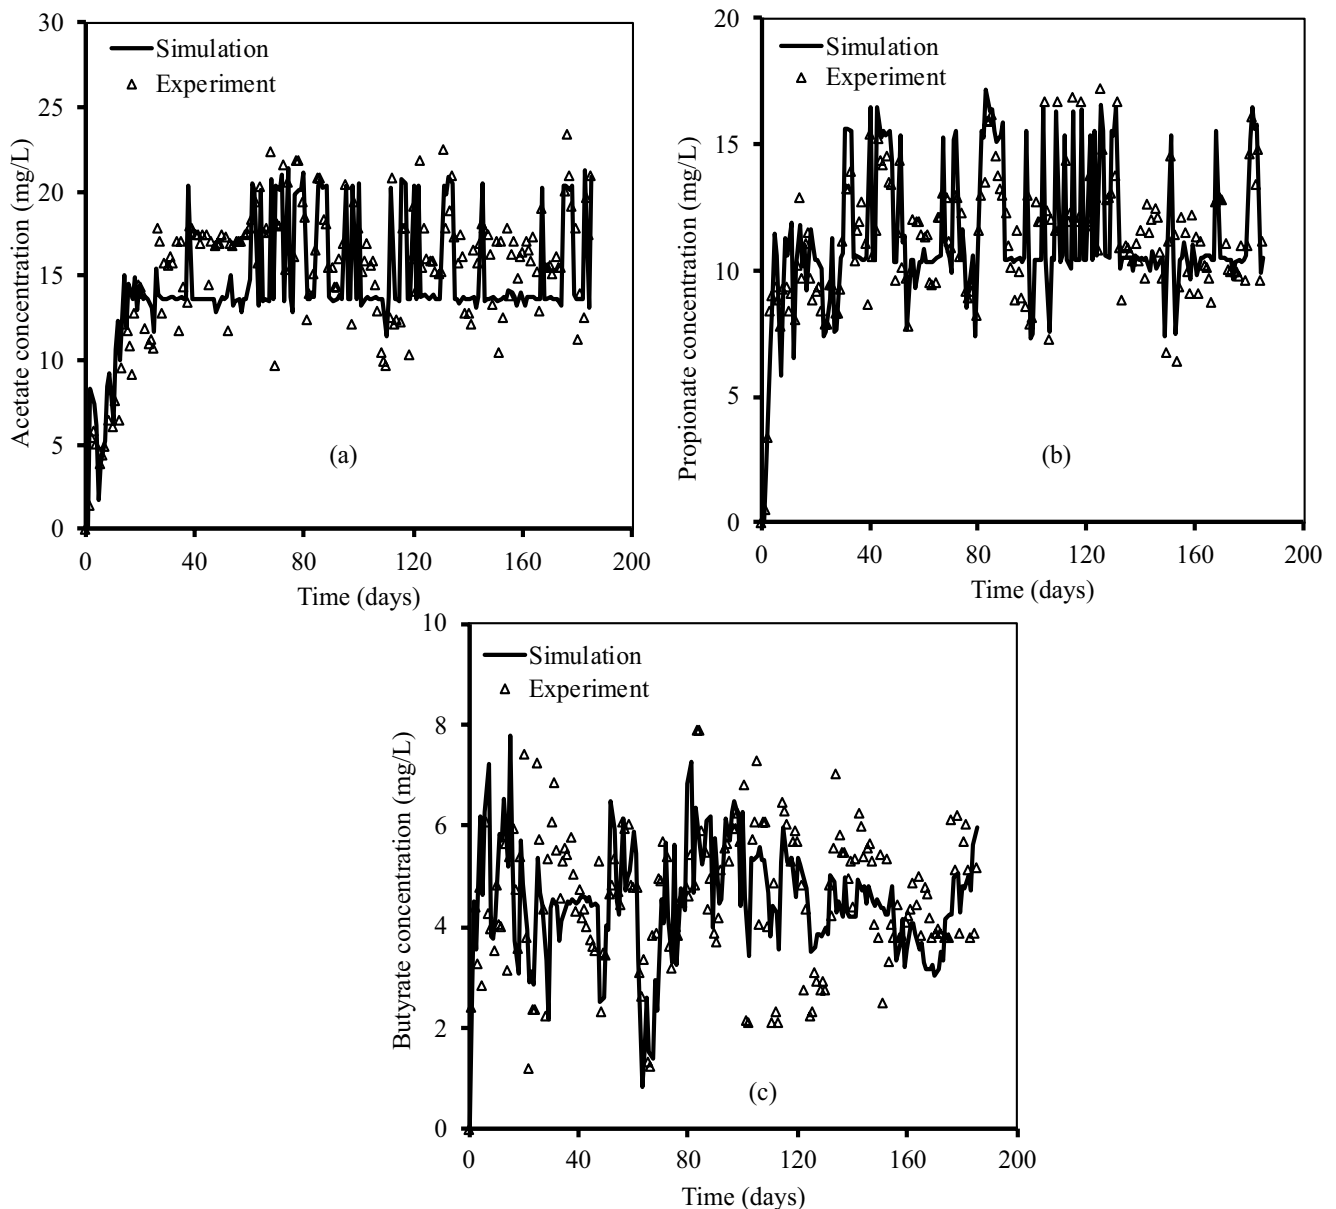 30
25
20
15
10
5
0
Acetate concentration (mg/L)
Simulation
Experiment
(a)
0 40 80 120 160 200
Time (days)
20
15
10
5
0
Propionate concentration (mg/L)
Simulation
Experiment
(b)
0 40 80 120 160 200
Time (days)
10
8
6
4
2
0
Butyrate concentration (mg/L)
Simulation
Experiment
(c)
0 40 80 120 160 200
Time (days)